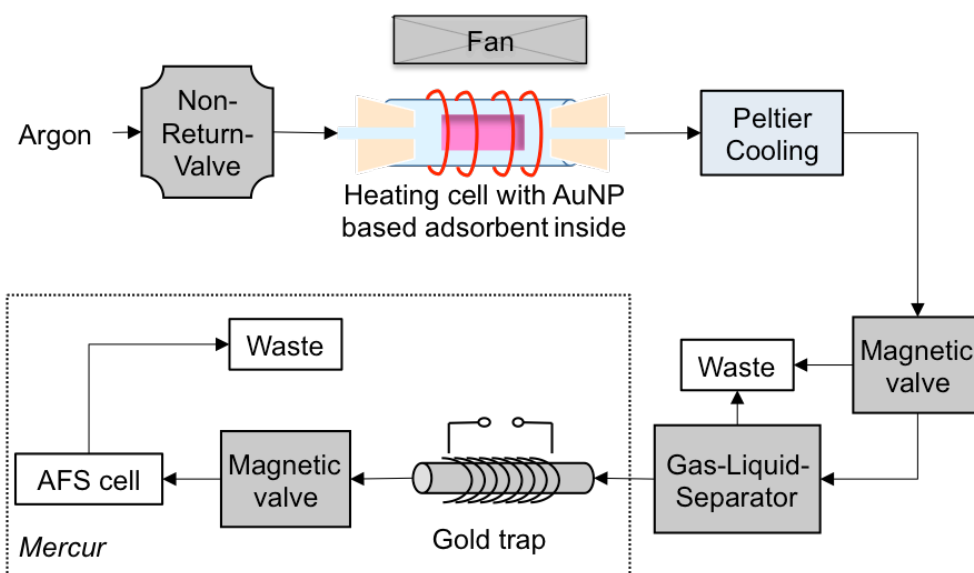 Fan
Argon
Non-
Return-
Valve
Heating cell with AuNP
based adsorbent inside
Peltier
Cooling
Magnetic
valve
Waste
Gas-Liquid-
Separator
Gold trap
Magnetic
valve
AFS cell
Waste
Mercur